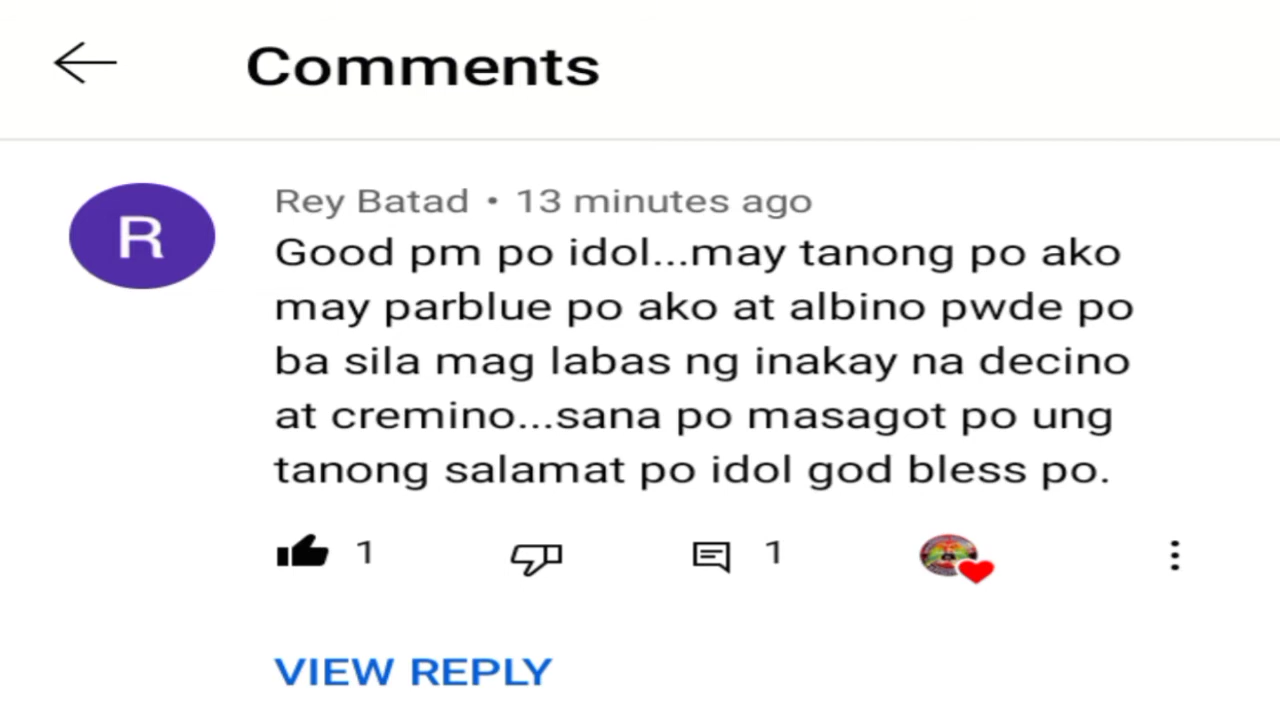 Comments
Rey Batad • 13 minutes ago
R
Good pm po idol...may tanong po ako
may parblue po ako at albino pwde po
ba sila mag labas ng inakay na decino
at cremino...sana po masagot po ung
tanong salamat po idol god bless po.
1 1
VIEW REPLY